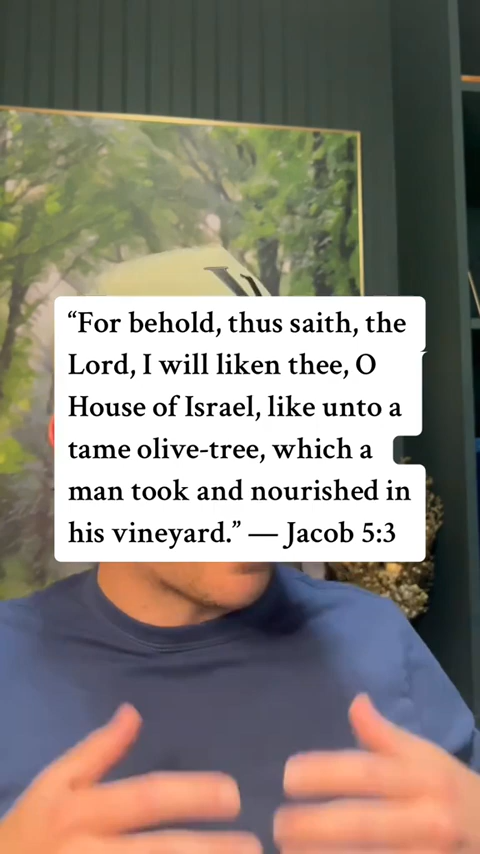 “For behold, thus saith, the
Lord, I will liken thee, O
House of Israel, like unto a
tame olive-tree, which a
man took and nourished in
his vineyard.” — Jacob 5:3